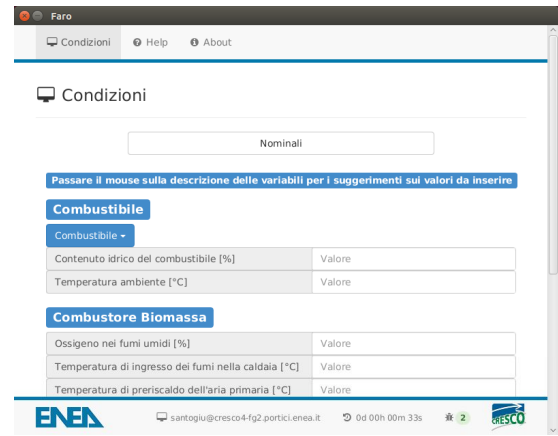 Faro
Condizioni Help About
Condizioni
Nominali
Passare il mouse sulla descrizione delle variabili per i suggerimenti sui valori da inserire
Combustibile
Combustibile
Contenuto idrico del combustibile [%] Valore
Temperatura ambiente [°C] Valore
Combustore Biomassa
Ossigeno nei fumi umidi [%] Valore
Temperatura di ingresso dei fumi nella caldaia [°C] Valore
Temperatura di preriscaldo dell'aria primaria [°C] Valore
ENEA santogiu@cresco4-fg2.portici.enea.it 0d 00h 00m 33s 2 CRESCO